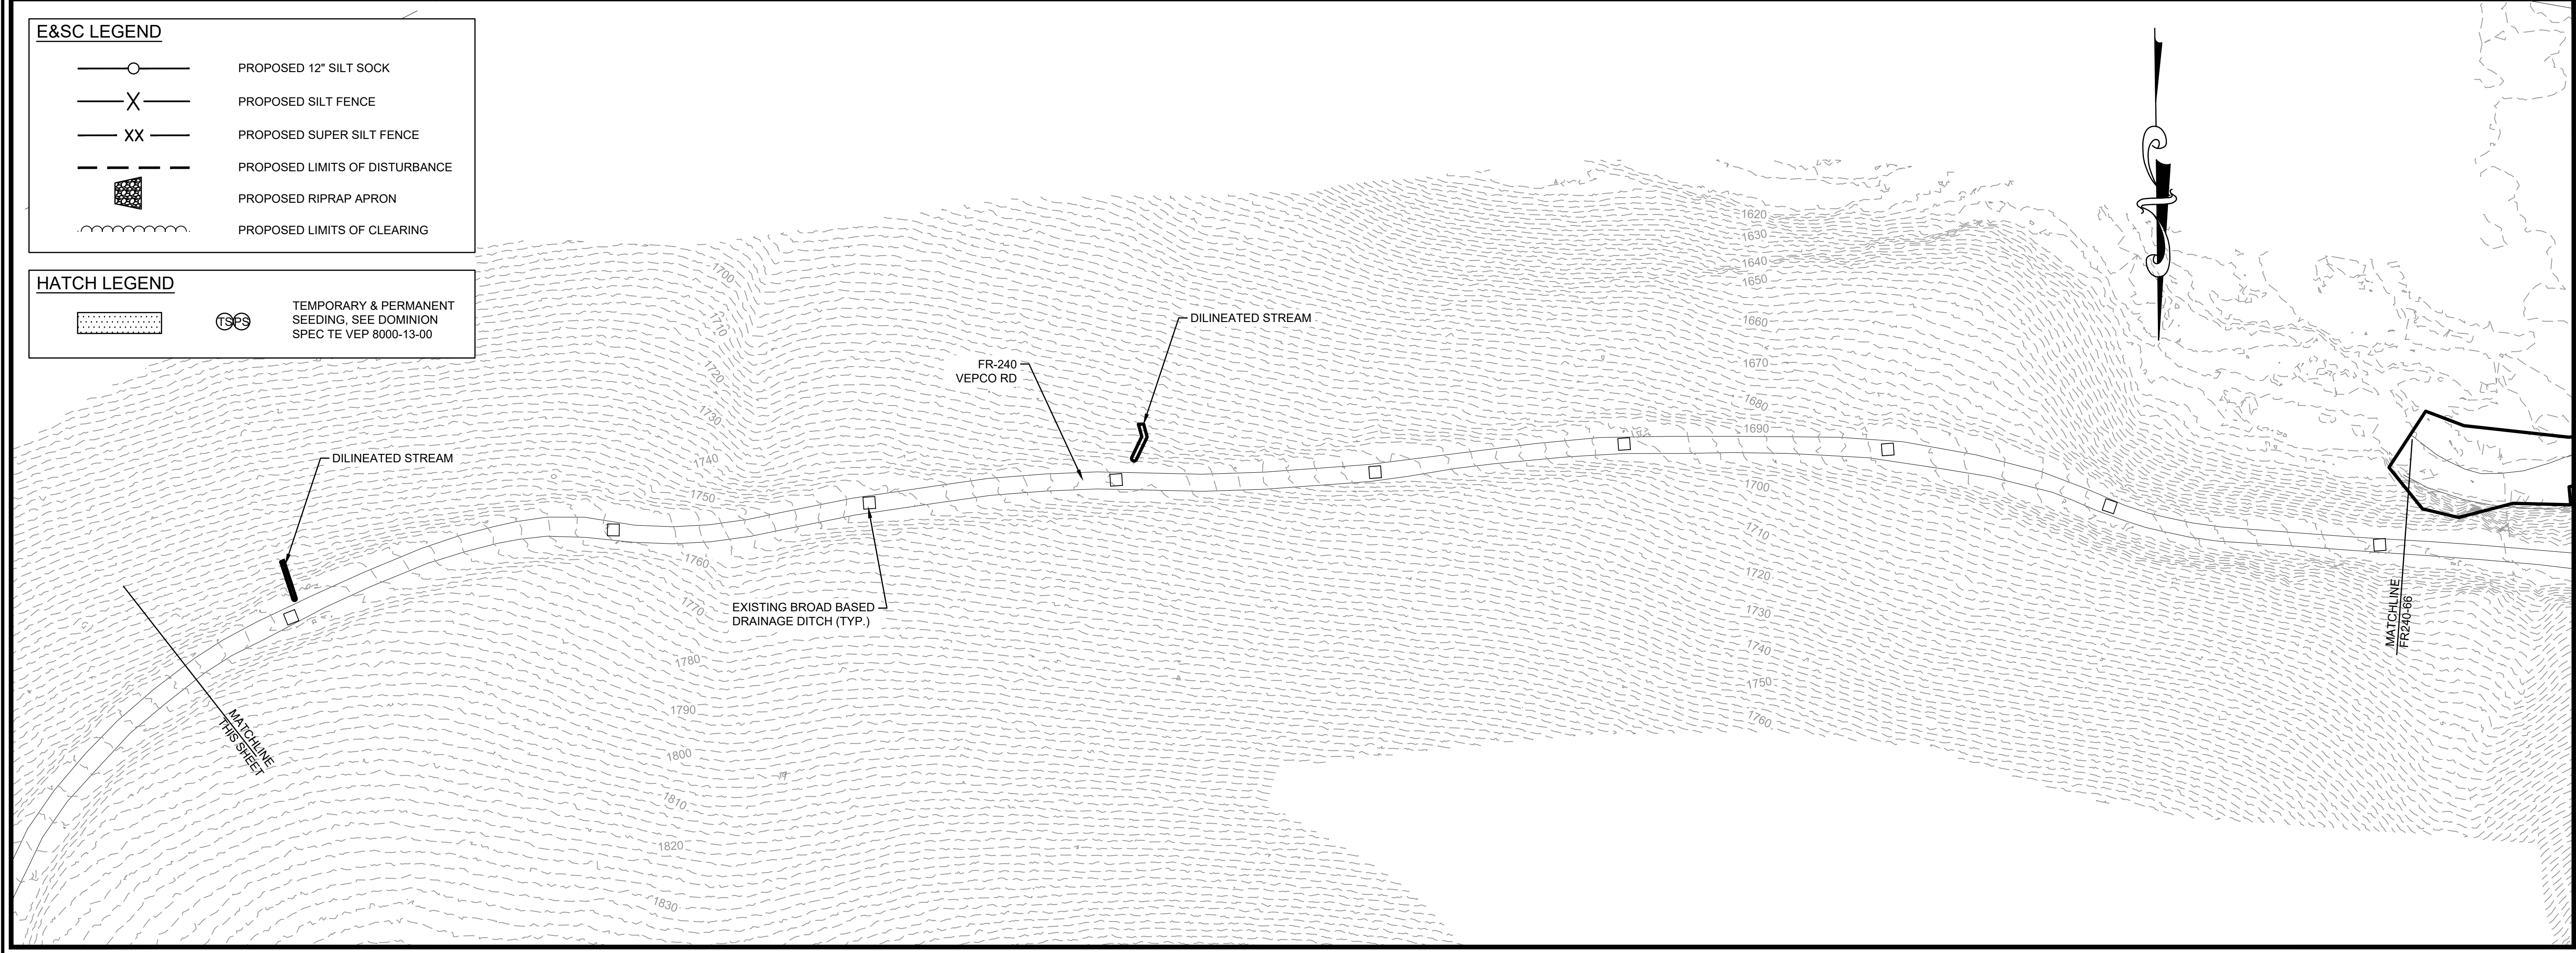 E&SC LEGEND
PROPOSED 12" SILT SOCK
PROPOSED SILT FENCE
XX
PROPOSED SUPER SILT FENCE
PROPOSED LIMITS OF DISTURBANCE
PROPOSED RIPRAP APRON
PROPOSED LIMITS OF CLEARING
HATCH LEGEND
TS PS
TEMPORARY & PERMANENT
SEEDING, SEE DOMINION
SPEC TE VEP 8000-13-00
DILINEATED STREAM
MATCHLINE
THIS SHEET
1700
1710
1720
1730
1740
1750
1760
1770
1780
1790
1800
1810
1820
1830
EXISTING BROAD BASED
DRAINAGE DITCH (TYP.)
FR-240
VEPCO RD
DILINEATED STREAM
1620
1630
1640
1650
1660
1670
1680
1690
1700
1710
1720
1730
1740
1750
1760
MATCHLINE
FR240-66